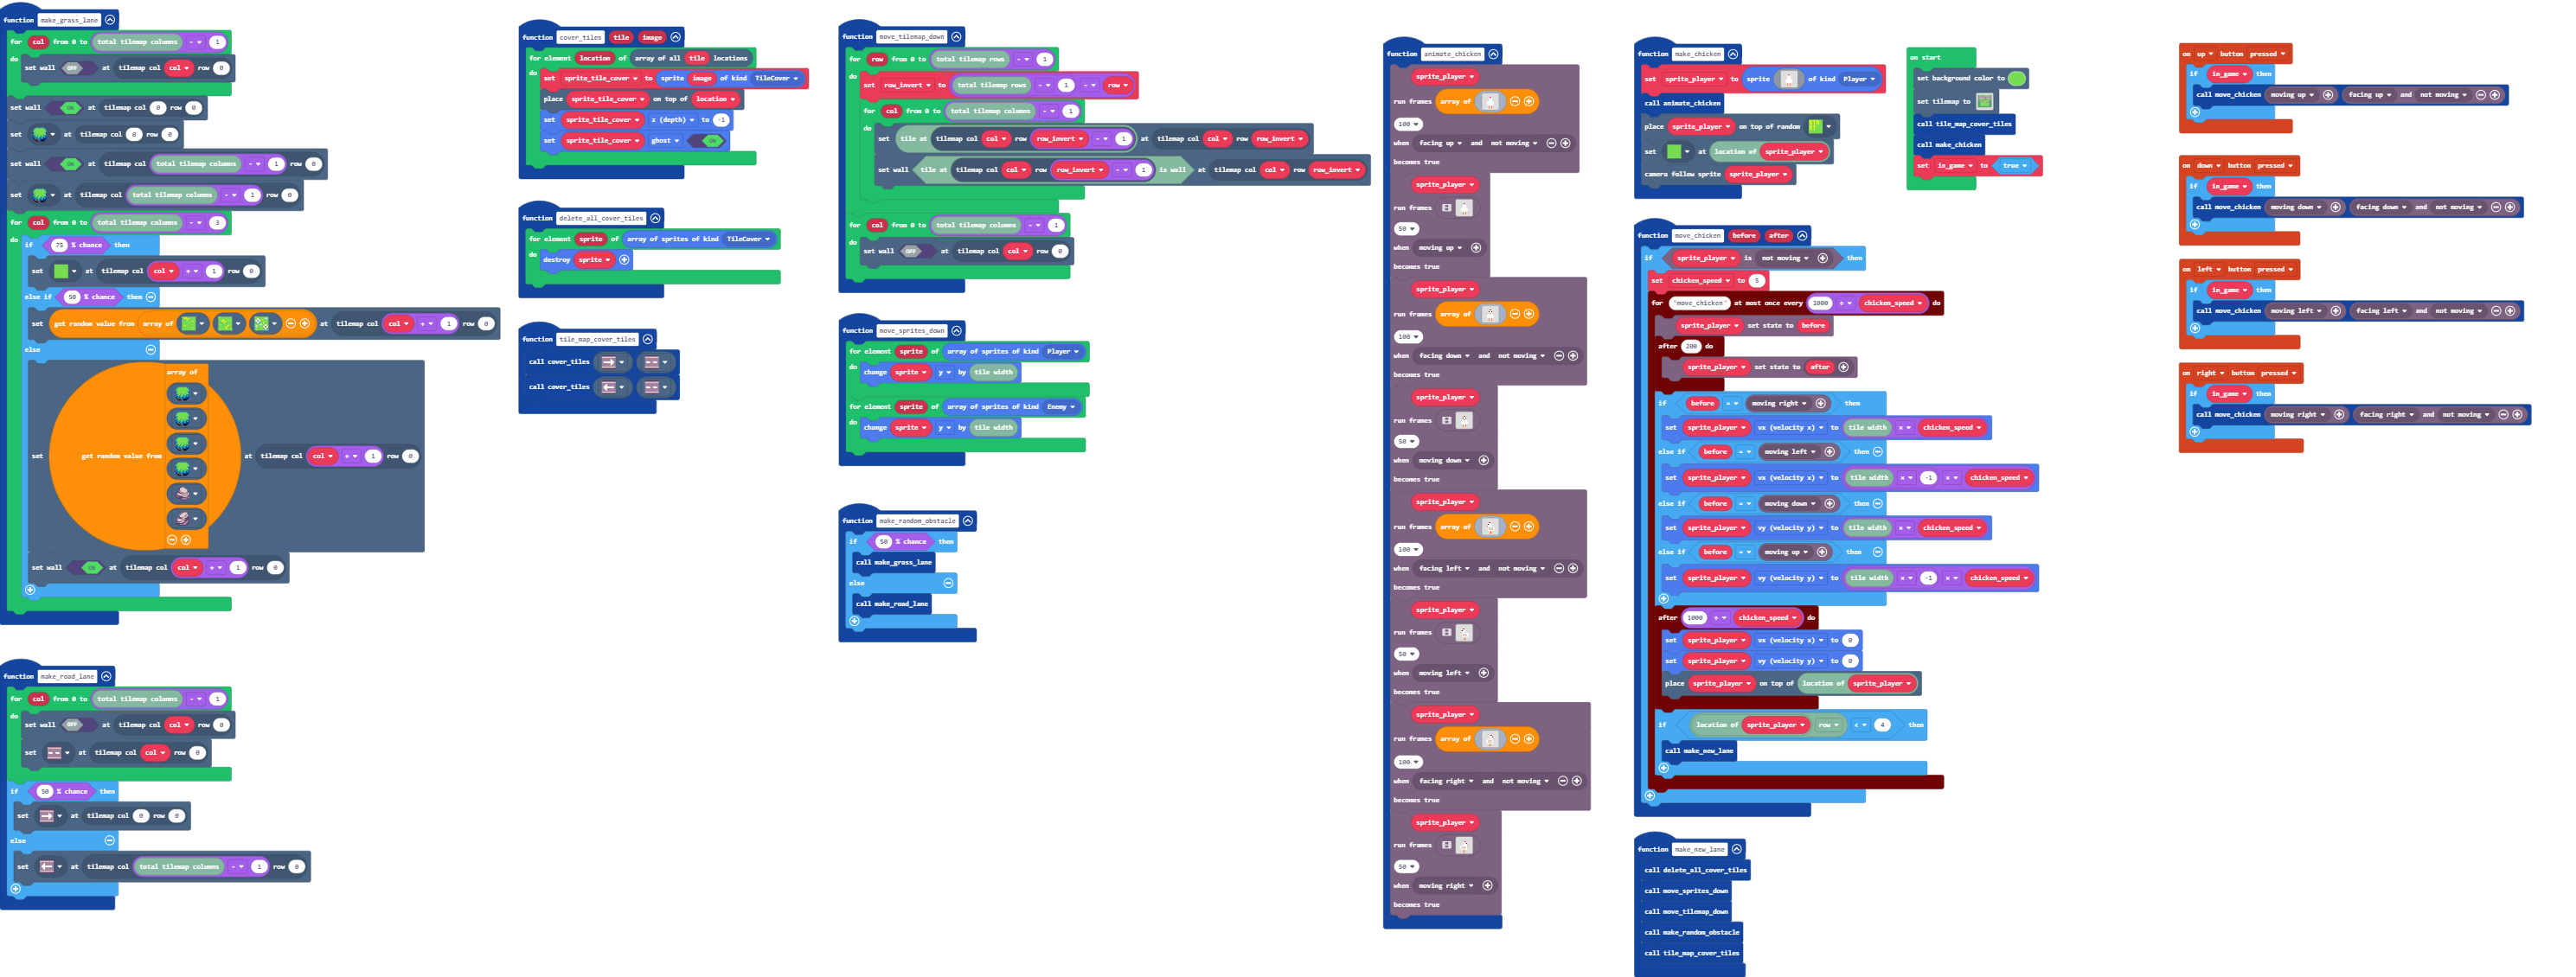 function make_grass_lane
for col from 0 to total tilemap columns - 1
do
set wall OFF at tilemap col col row 0
set wall ON at tilemap col 0 row 0
set at tilemap col 0 row 0
set wall ON at tilemap col total tilemap columns - 1 row 0
set at tilemap col total tilemap columns - 1 row 0
for col from 0 to total tilemap columns - 3
do if 75 % chance then
set at tilemap col col + 1 row 0
else if 50 % chance then
set get random value from array of at tilemap col col + 1 row 0
else
array of
set get random value from at tilemap col col + 1 row 0
set wall ON at tilemap col col + 1 row 0
function make_road_lane
for col from 0 to total tilemap columns - 1
do
set wall OFF at tilemap col col row 0
set at tilemap col col row 0
if 50 % chance then
set at tilemap col 0 row 0
else
set at tilemap col total tilemap columns - 1 row 0
function cover_tiles tile image
for element location of array of all tile locations
do set sprite_tile_cover to sprite image of kind TileCover
place sprite_tile_cover on top of location
set sprite_tile_cover z (depth) to -1
set sprite_tile_cover ghost ON
function delete_all_cover_tiles
for element sprite of array of sprites of kind TileCover
do destroy sprite
function tile_map_cover_tiles
call cover_tiles
call cover_tiles
function move_tilemap_down
for row from 0 to total tilemap rows - 1
do set row_invert to total tilemap rows - 1 - row
for col from 0 to total tilemap columns - 1
do
set tile at tilemap col col row row_invert - 1 at tilemap col col row row_invert
set wall tile at tilemap col col row row_invert - 1 is wall at tilemap col col row row_invert
for col from 0 to total tilemap columns - 1
do
set wall OFF at tilemap col col row 0
function move_sprites_down
for element sprite of array of sprites of kind Player
do change sprite y by tile width
for element sprite of array of sprites of kind Enemy
do change sprite y by tile width
function make_random_obstacle
if 50 % chance then
call make_grass_lane
else
call make_road_lane
function animate_chicken
sprite_player
run frames array of
100
when facing up and not moving
becomes true
sprite_player
run frames
50
when moving up
becomes true
sprite_player
run frames array of
100
when facing down and not moving
becomes true
sprite_player
run frames
50
when moving down
becomes true
sprite_player
run frames array of
100
when facing left and not moving
becomes true
sprite_player
run frames
50
when moving left
becomes true
sprite_player
run frames array of
100
when facing right and not moving
becomes true
sprite_player
run frames
50
when moving right
becomes true
function make_chicken
set sprite_player to sprite of kind Player
call animate_chicken
place sprite_player on top of random
set at location of sprite_player
camera follow sprite sprite_player
function move_chicken before after
if sprite_player is not moving then
set chicken_speed to 5
for "move_chicken" at most once every 1000 ÷ chicken_speed do
sprite_player set state to before
after 200 do
sprite_player set state to after
if before = moving right then
set sprite_player vx (velocity x) to tile width × chicken_speed
else if before = moving left then
set sprite_player vx (velocity x) to tile width × -1 × chicken_speed
else if before = moving down then
set sprite_player vy (velocity y) to tile width × chicken_speed
else if before = moving up then
set sprite_player vy (velocity y) to tile width × -1 × chicken_speed
after 1000 ÷ chicken_speed do
set sprite_player vx (velocity x) to 0
set sprite_player vy (velocity y) to 0
place sprite_player on top of location of sprite_player
if location of sprite_player row < 4 then
call make_new_lane
function make_new_lane
call delete_all_cover_tiles
call move_sprites_down
call move_tilemap_down
call make_random_obstacle
call tile_map_cover_tiles
on start
set background color to
set tilemap to
call tile_map_cover_tiles
call make_chicken
set in_game to true
on up button pressed
if in_game then
call move_chicken moving up facing up and not moving
on down button pressed
if in_game then
call move_chicken moving down facing down and not moving
on left button pressed
if in_game then
call move_chicken moving left facing left and not moving
on right button pressed
if in_game then
call move_chicken moving right facing right and not moving